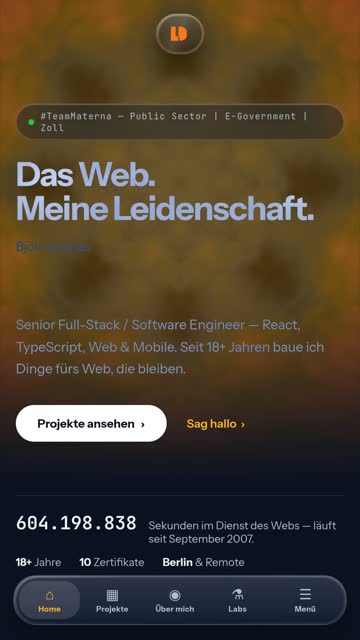 #TeamMaterna — Public Sector | E-Government |
Zoll
Das Web.
Meine Leidenschaft.
Senior Full-Stack / Software Engineer — React,
TypeScript, Web & Mobile. Seit 18+ Jahren baue ich
Dinge fürs Web, die bleiben.
Projekte ansehen ›
Sag hallo ›
604.198.838 Sekunden im Dienst des Webs — läuft
seit September 2007.
18+ Jahre 10 Zertifikate Berlin & Remote
Home Projekte Über mich Labs Menü